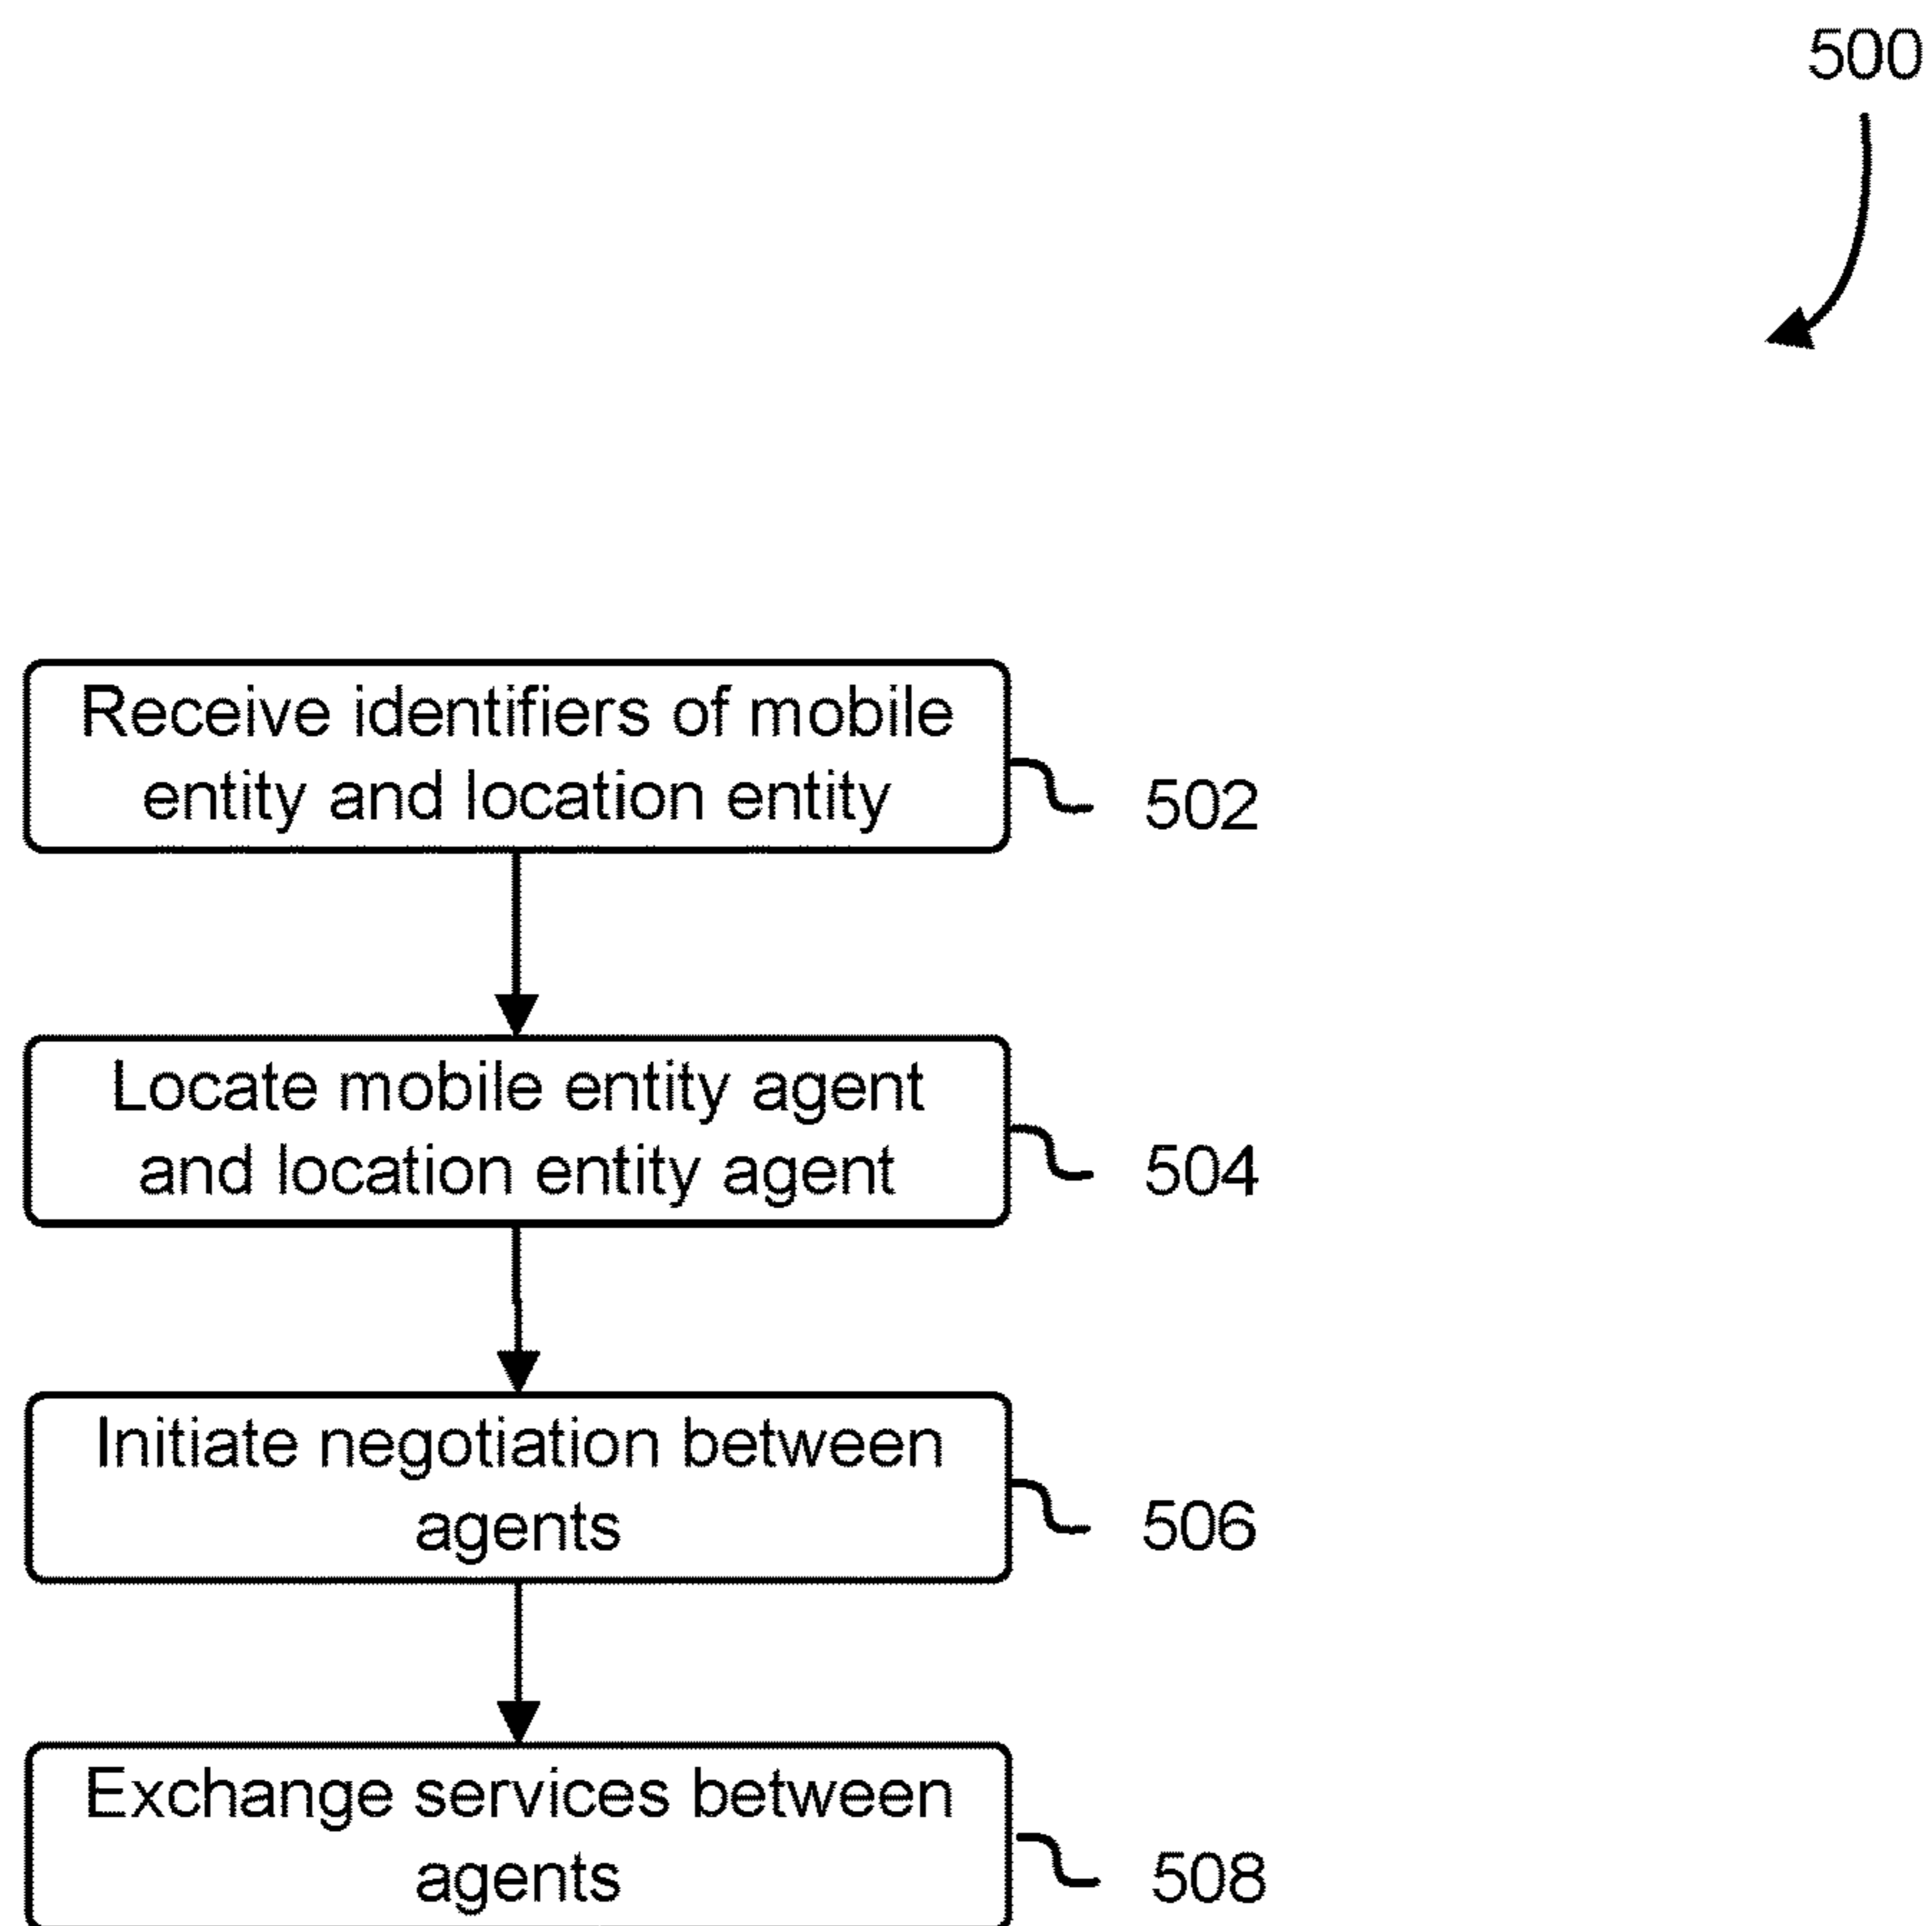 500
Receive identifiers of mobile
entity and location entity
502
Locate mobile entity agent
and location entity agent
504
Initiate negotiation between
agents
506
Exchange services between
agents
508